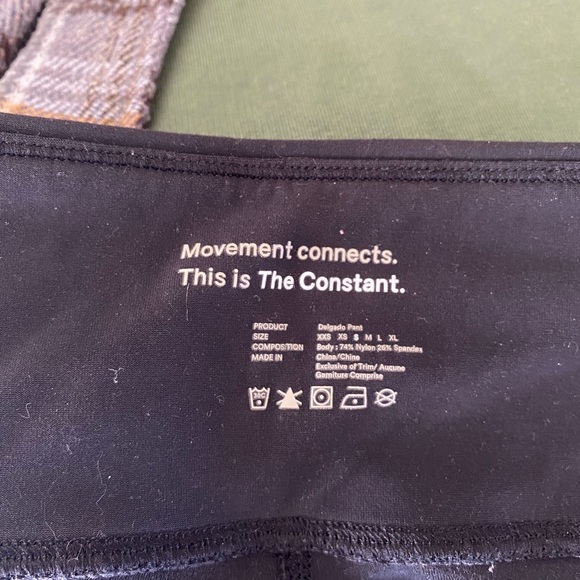 Movement connects.
This is The Constant.
PRODUCT Delgado Pant
SIZE XXS XS S M L XL
COMPOSITION Body : 74% Nylon 26% Spandex
MADE IN China/Chine
Exclusive of Trim/ Aucune
Garniture Comprise
30C